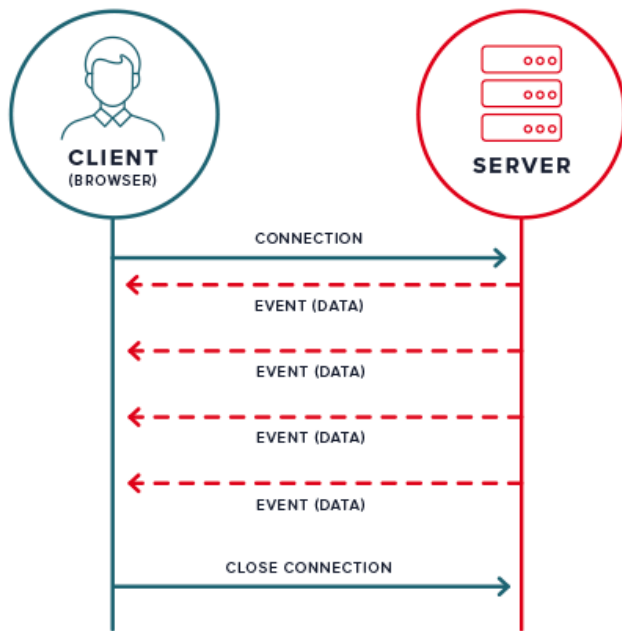 CLIENT
(BROWSER)
SERVER
CONNECTION
EVENT (DATA)
EVENT (DATA)
EVENT (DATA)
EVENT (DATA)
CLOSE CONNECTION